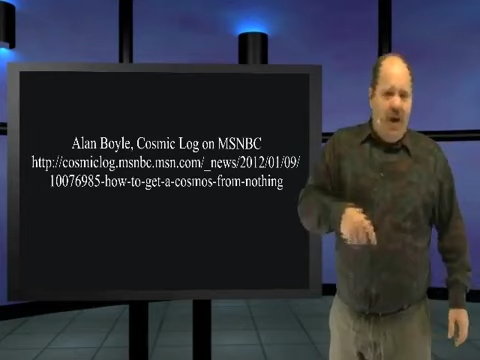 Alan Boyle, Cosmic Log on MSNBC
http://cosmiclog.msnbc.msn.com/_news/2012/01/09/
10076985-how-to-get-a-cosmos-from-nothing